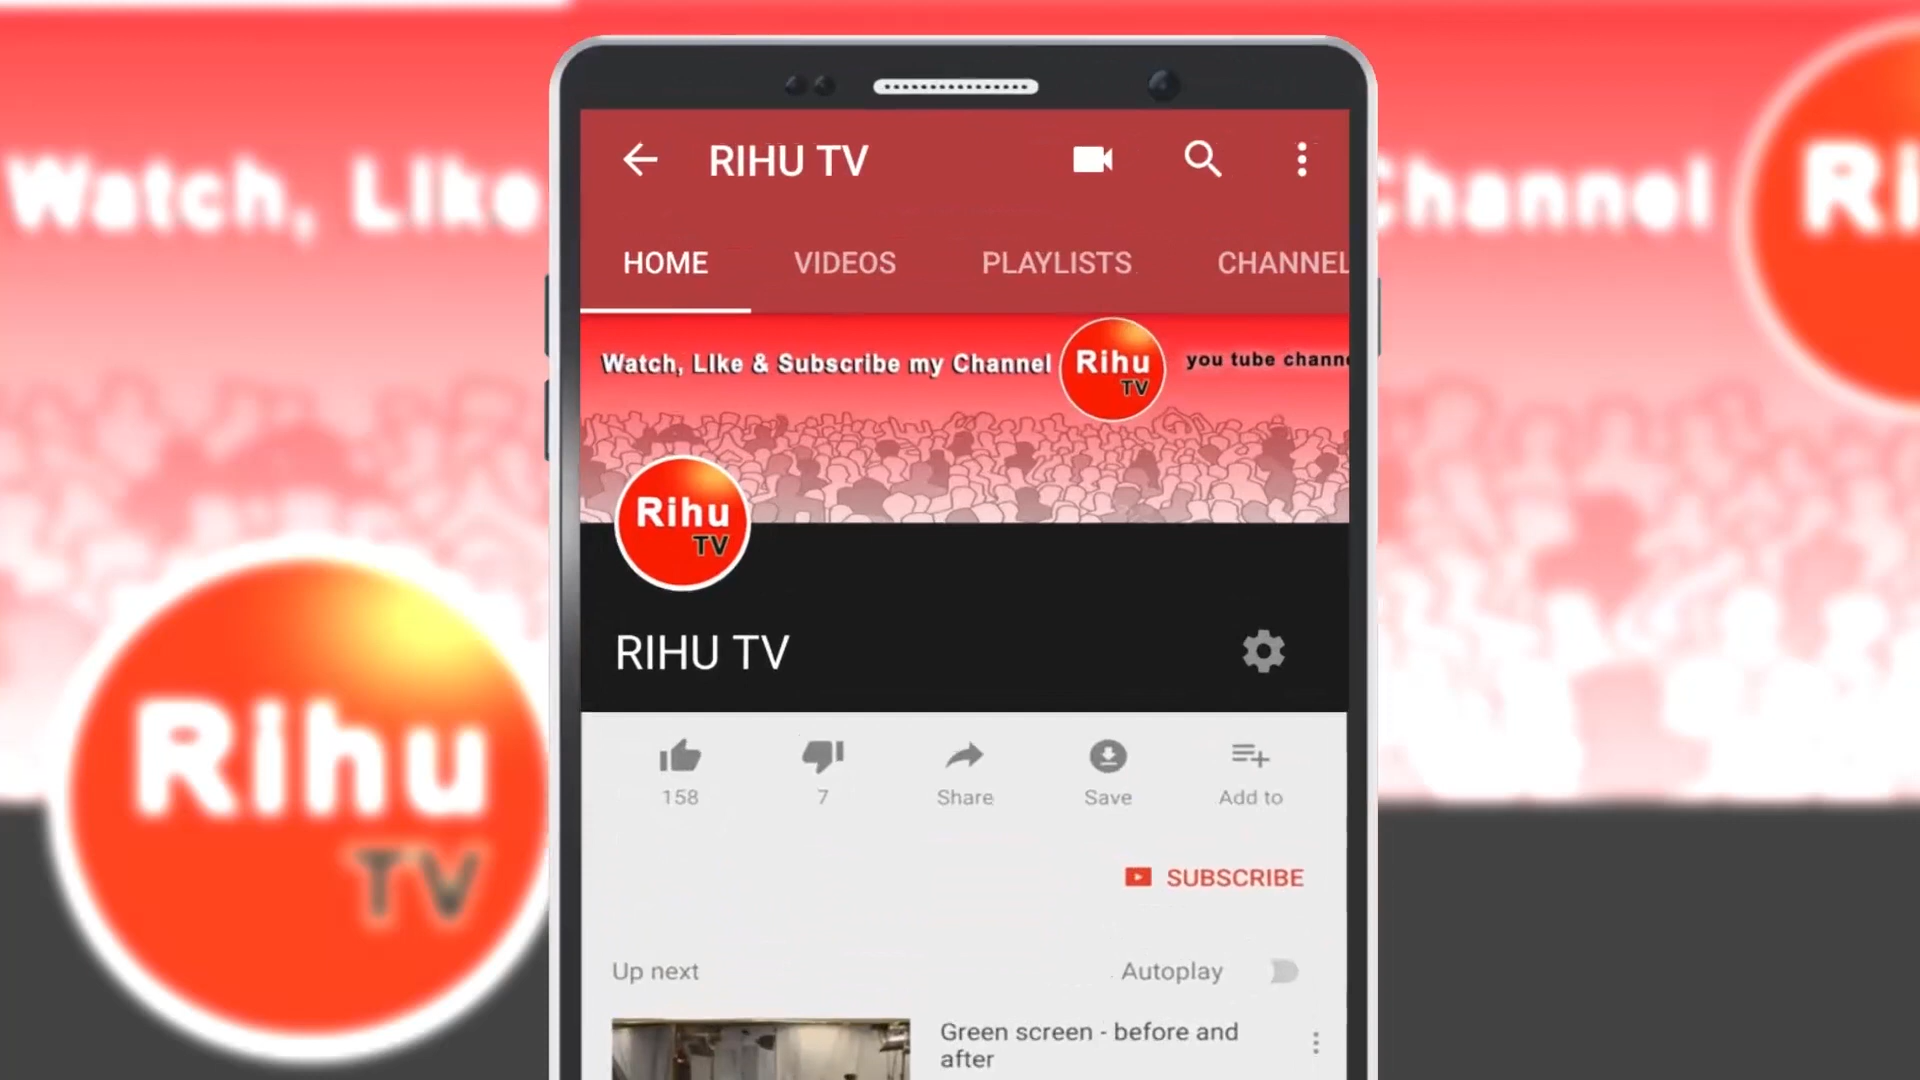 RIHU TV
HOME VIDEOS PLAYLISTS CHANNEL
Watch, LIke & Subscribe my Channel
Rihu
TV
you tube chann
Rihu
TV
RIHU TV
158 7 Share Save Add to
SUBSCRIBE
Up next Autoplay
Green screen - before and
after
Watch, LIke
Channel
Ri
Rihu
TV